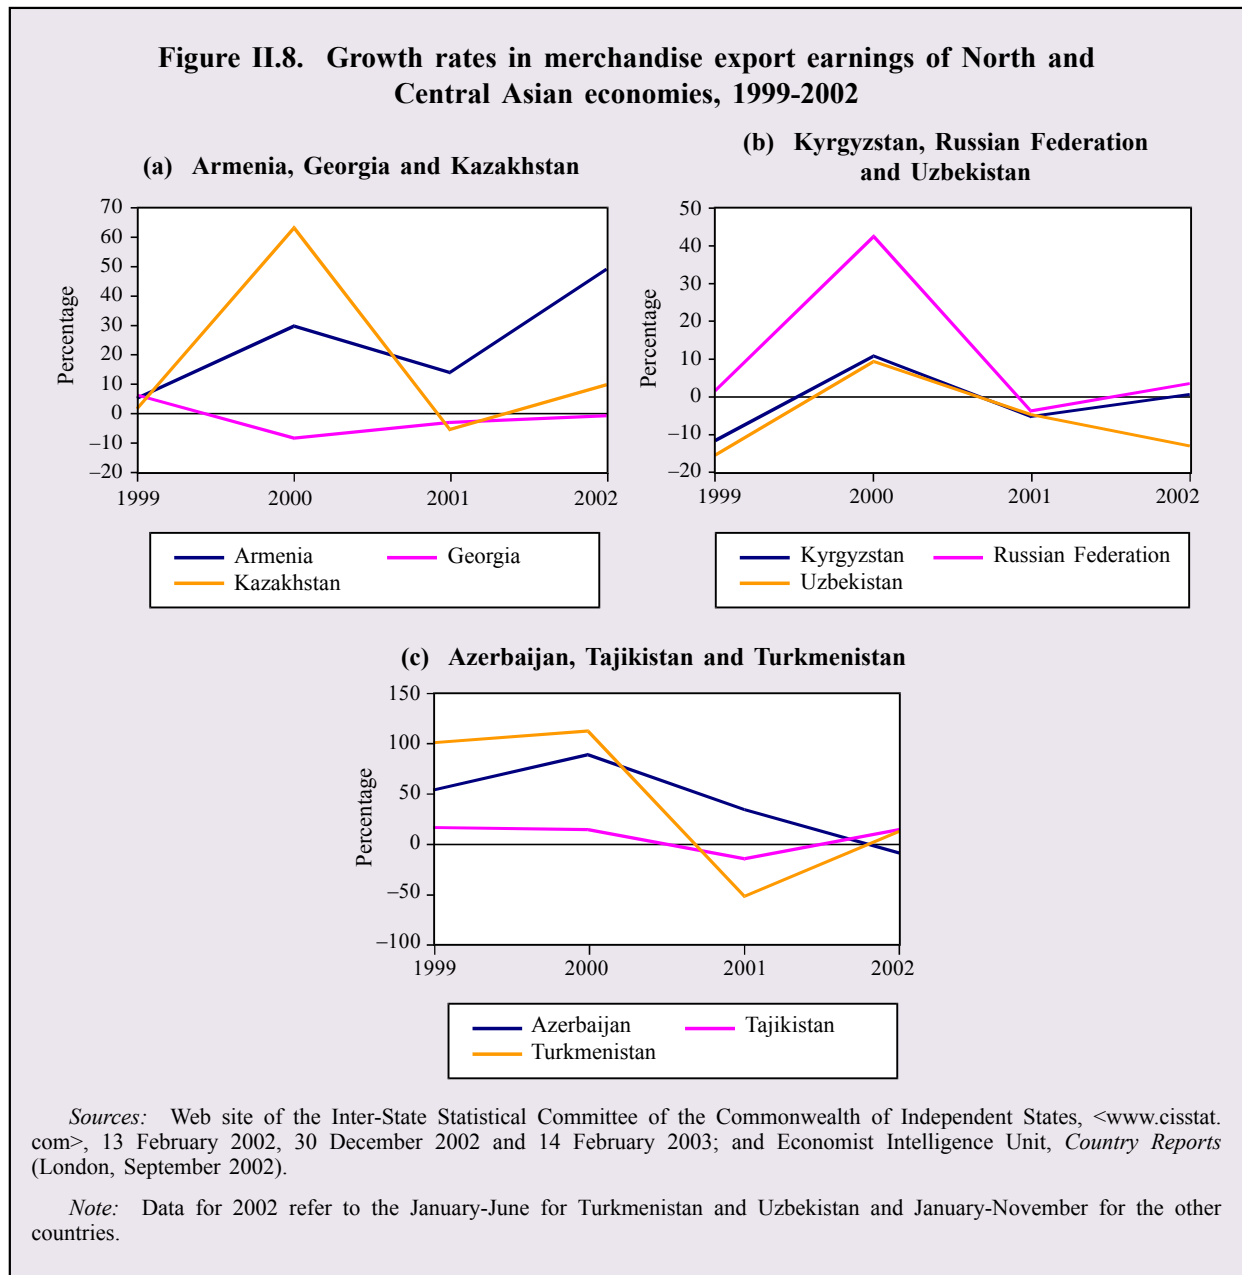 Figure II.8. Growth rates in merchandise export earnings of North and
Central Asian economies, 1999-2002
(a) Armenia, Georgia and Kazakhstan
70
60
50
40
30
20
10
0
–10
–20
Percentage
1999 2000 2001 2002
Armenia Georgia
Kazakhstan
(b) Kyrgyzstan, Russian Federation
and Uzbekistan
50
40
30
20
10
0
–10
–20
Percentage
1999 2000 2001 2002
Kyrgyzstan Russian Federation
Uzbekistan
(c) Azerbaijan, Tajikistan and Turkmenistan
150
100
50
0
–50
–100
Percentage
1999 2000 2001 2002
Azerbaijan Tajikistan
Turkmenistan
Sources: Web site of the Inter-State Statistical Committee of the Commonwealth of Independent States, <www.cisstat.
com>, 13 February 2002, 30 December 2002 and 14 February 2003; and Economist Intelligence Unit, Country Reports
(London, September 2002).
Note: Data for 2002 refer to the January-June for Turkmenistan and Uzbekistan and January-November for the other
countries.